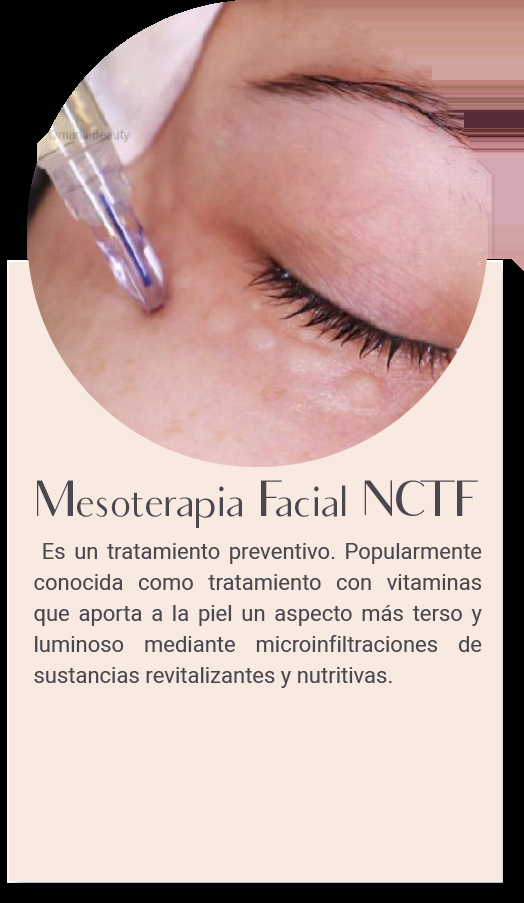 Mesoterapia Facial NCTF
Es un tratamiento preventivo. Popularmente
conocida como tratamiento con vitaminas
que aporta a la piel un aspecto más terso y
luminoso mediante microinfiltraciones de
sustancias revitalizantes y nutritivas.